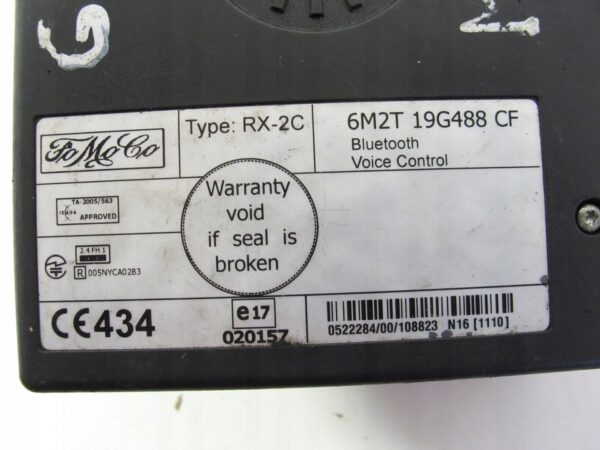 FoMoCo
Type: RX-2C
6M2T 19G488 CF
Bluetooth
Voice Control
TA-2005/563
APPROVED
Warranty
void
if seal is
broken
2.4 FH 1
R 005NYCA0283
CE434
e17
020157
0522284/00/108823 N16 [1110]